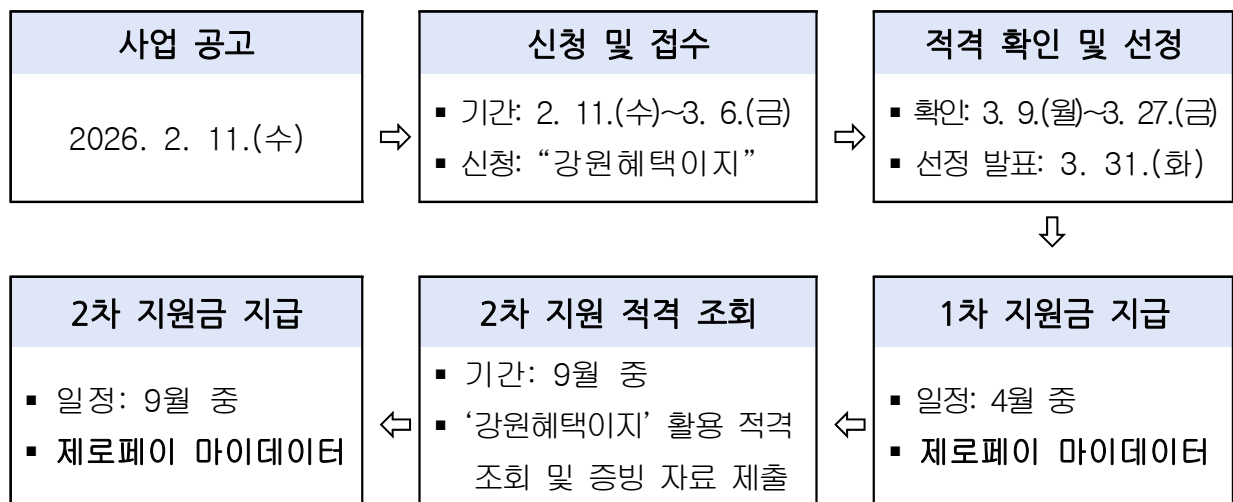 사업 공고
2026. 2. 11.(수)
⇨
신청 및 접수
▪ 기간: 2. 11.(수)~3. 6.(금)
▪ 신청: “강원혜택이지”
⇨
적격 확인 및 선정
▪ 확인: 3. 9.(월)~3. 27.(금)
▪ 선정 발표: 3. 31.(화)
⇩
1차 지원금 지급
▪ 일정: 4월 중
▪ 제로페이 마이데이터
⇦
2차 지원 적격 조회
▪ 기간: 9월 중
▪ ‘강원혜택이지’ 활용 적격
조회 및 증빙 자료 제출
⇦
2차 지원금 지급
▪ 일정: 9월 중
▪ 제로페이 마이데이터